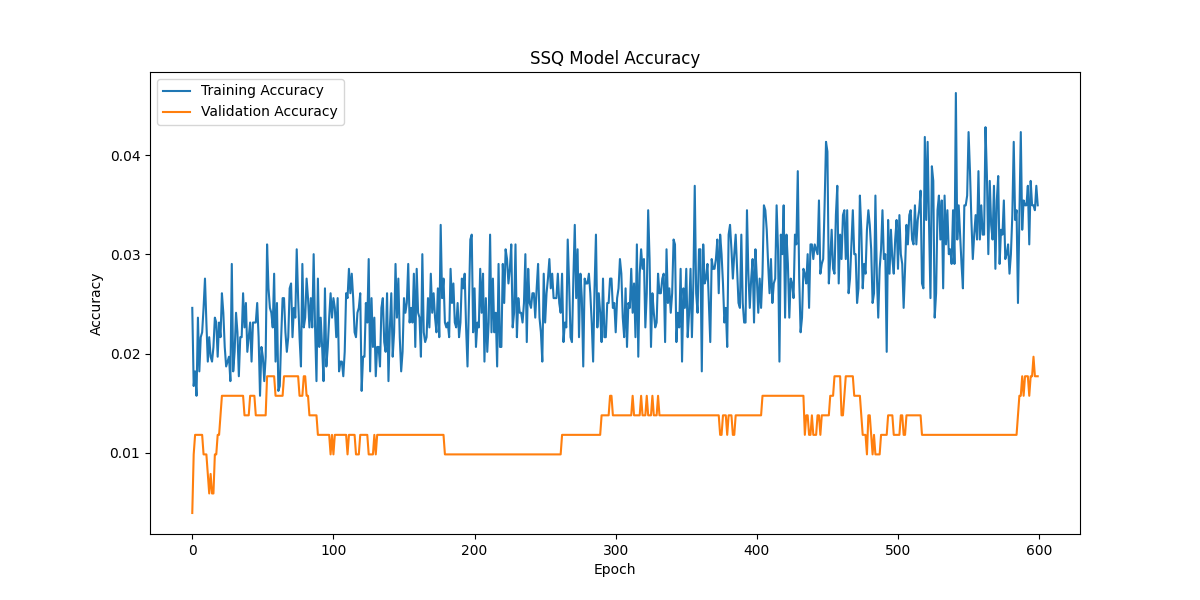 SSQ Model Accuracy
Training Accuracy
Validation Accuracy
0.04
0.03
0.02
0.01
Accuracy
0 100 200 300 400 500 600
Epoch